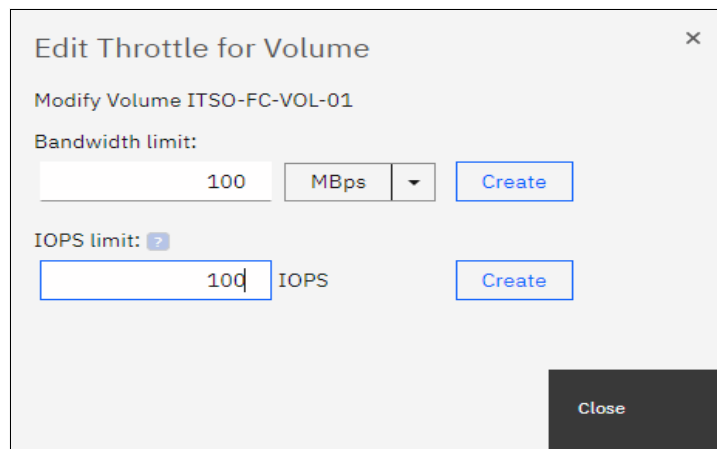 Edit Throttle for Volume
×
Modify Volume ITSO-FC-VOL-01
Bandwidth limit:
100 MBps Create
IOPS limit: ?
100 IOPS Create
Close